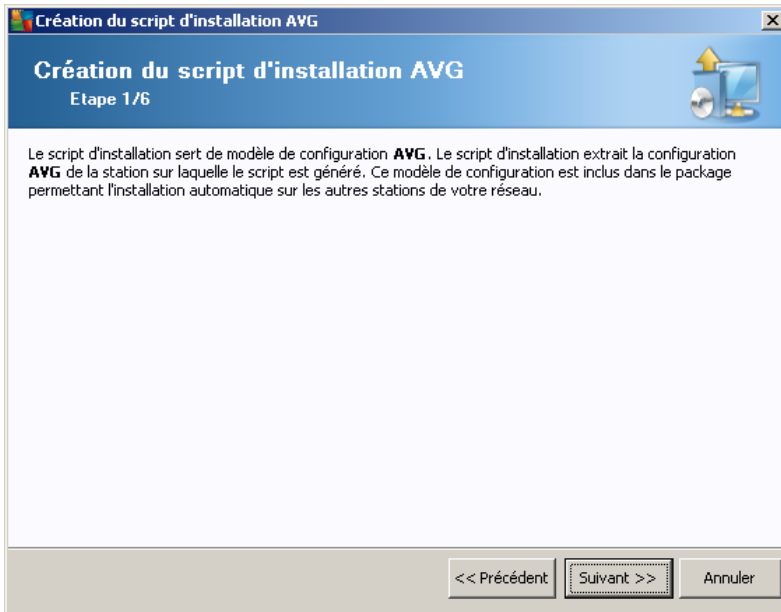 Création du script d'installation AVG
Création du script d'installation AVG
Etape 1/6
Le script d'installation sert de modèle de configuration AVG. Le script d'installation extrait la configuration
AVG de la station sur laquelle le script est généré. Ce modèle de configuration est inclus dans le package
permettant l'installation automatique sur les autres stations de votre réseau.
<< Précédent
Suivant >>
Annuler